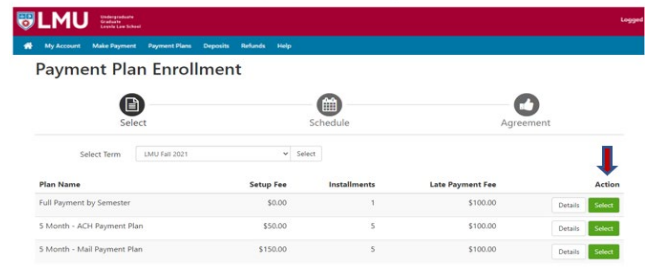 LMU Undergraduate
Graduate
Loyola Law School
Logged
My Account Make Payment Payment Plans Deposits Refunds Help
Payment Plan Enrollment
Select Schedule Agreement
Select Term LMU Fall 2021 Select
Plan Name Setup Fee Installments Late Payment Fee Action
Full Payment by Semester $0.00 1 $100.00 Details Select
5 Month - ACH Payment Plan $50.00 5 $100.00 Details Select
5 Month - Mail Payment Plan $150.00 5 $100.00 Details Select